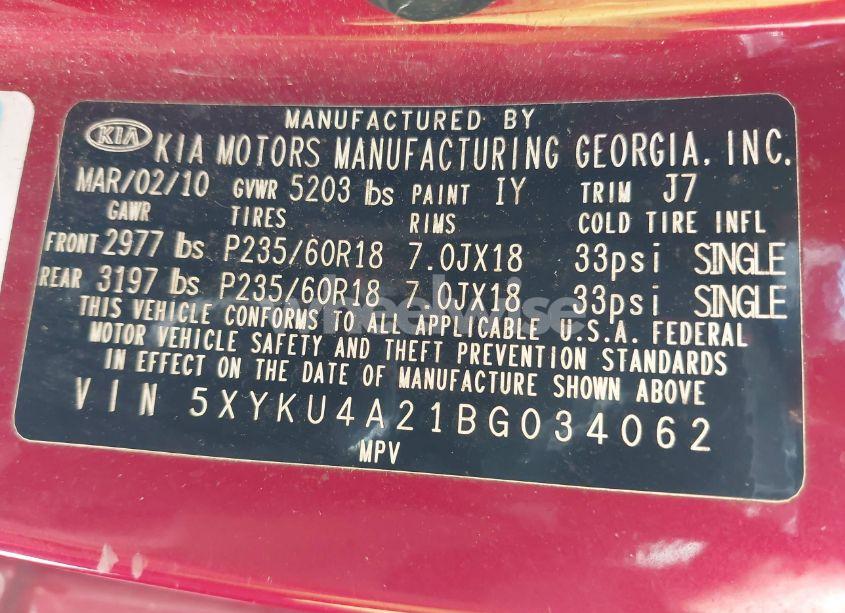 MANUFACTURED BY
KIA KIA MOTORS MANUFACTURING GEORGIA, INC.
MAR/02/10 GVWR 5203 lbs PAINT IY TRIM J7
GAWR TIRES RIMS COLD TIRE INFL
FRONT 2977 lbs P235/60R18 7.0JX18 33psi SINGLE
REAR 3197 lbs P235/60R18 7.0JX18 33psi SINGLE
THIS VEHICLE CONFORMS TO ALL APPLICABLE U.S.A. FEDERAL
MOTOR VEHICLE SAFETY AND THEFT PREVENTION STANDARDS
IN EFFECT ON THE DATE OF MANUFACTURE SHOWN ABOVE
VIN 5XYKU4A21BG034062
MPV